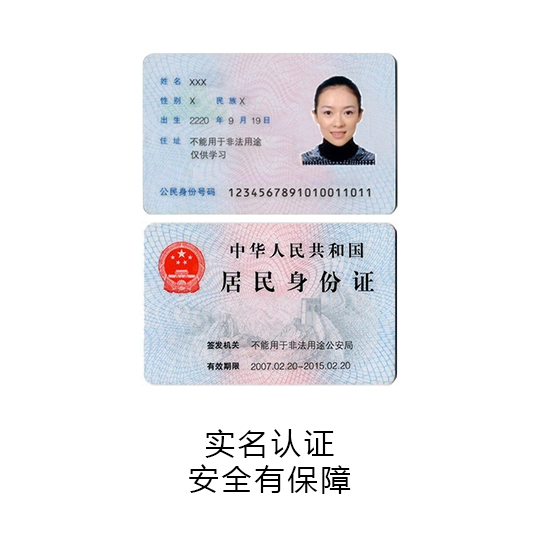 姓名 XXX
性别 X 民族 X
出生 2220 年 9 月 19 日
住址 不能用于非法用途
仅供学习
公民身份号码 1234567891010011011
中华人民共和国
居民身份证
签发机关 不能用于非法用途公安局
有效期限 2007.02.20-2015.02.20
实名认证
安全有保障